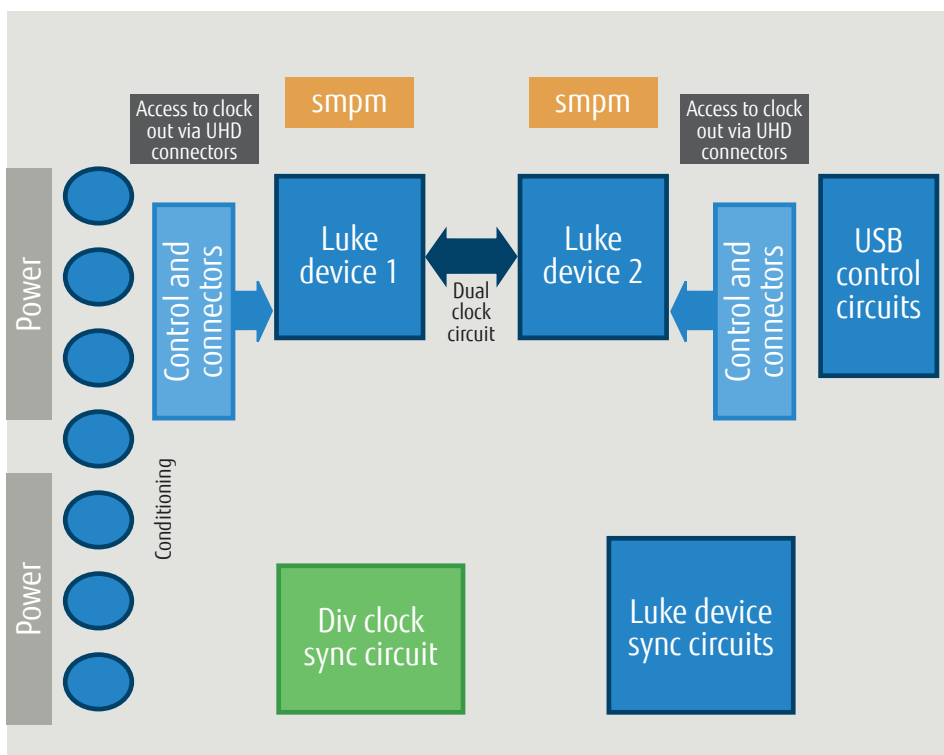 smpm
smpm
Access to clock
out via UHD
connectors
Access to clock
out via UHD
connectors
Power
Control and
connectors
Luke
device 1
Dual
clock
circuit
Luke
device 2
Control and
connectors
USB
control
circuits
Conditioning
Power
Div clock
sync circuit
Luke device
sync circuits